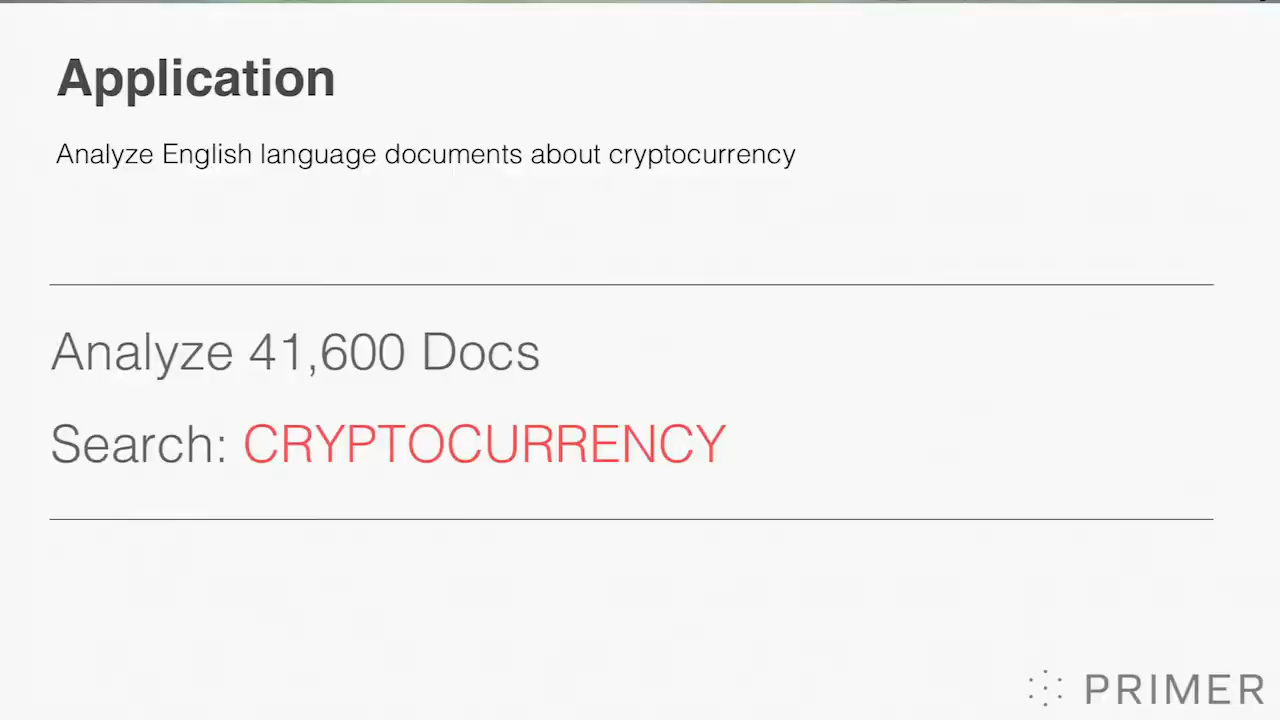 Application
Analyze English language documents about cryptocurrency
Analyze 41,600 Docs
Search: CRYPTOCURRENCY
PRIMER